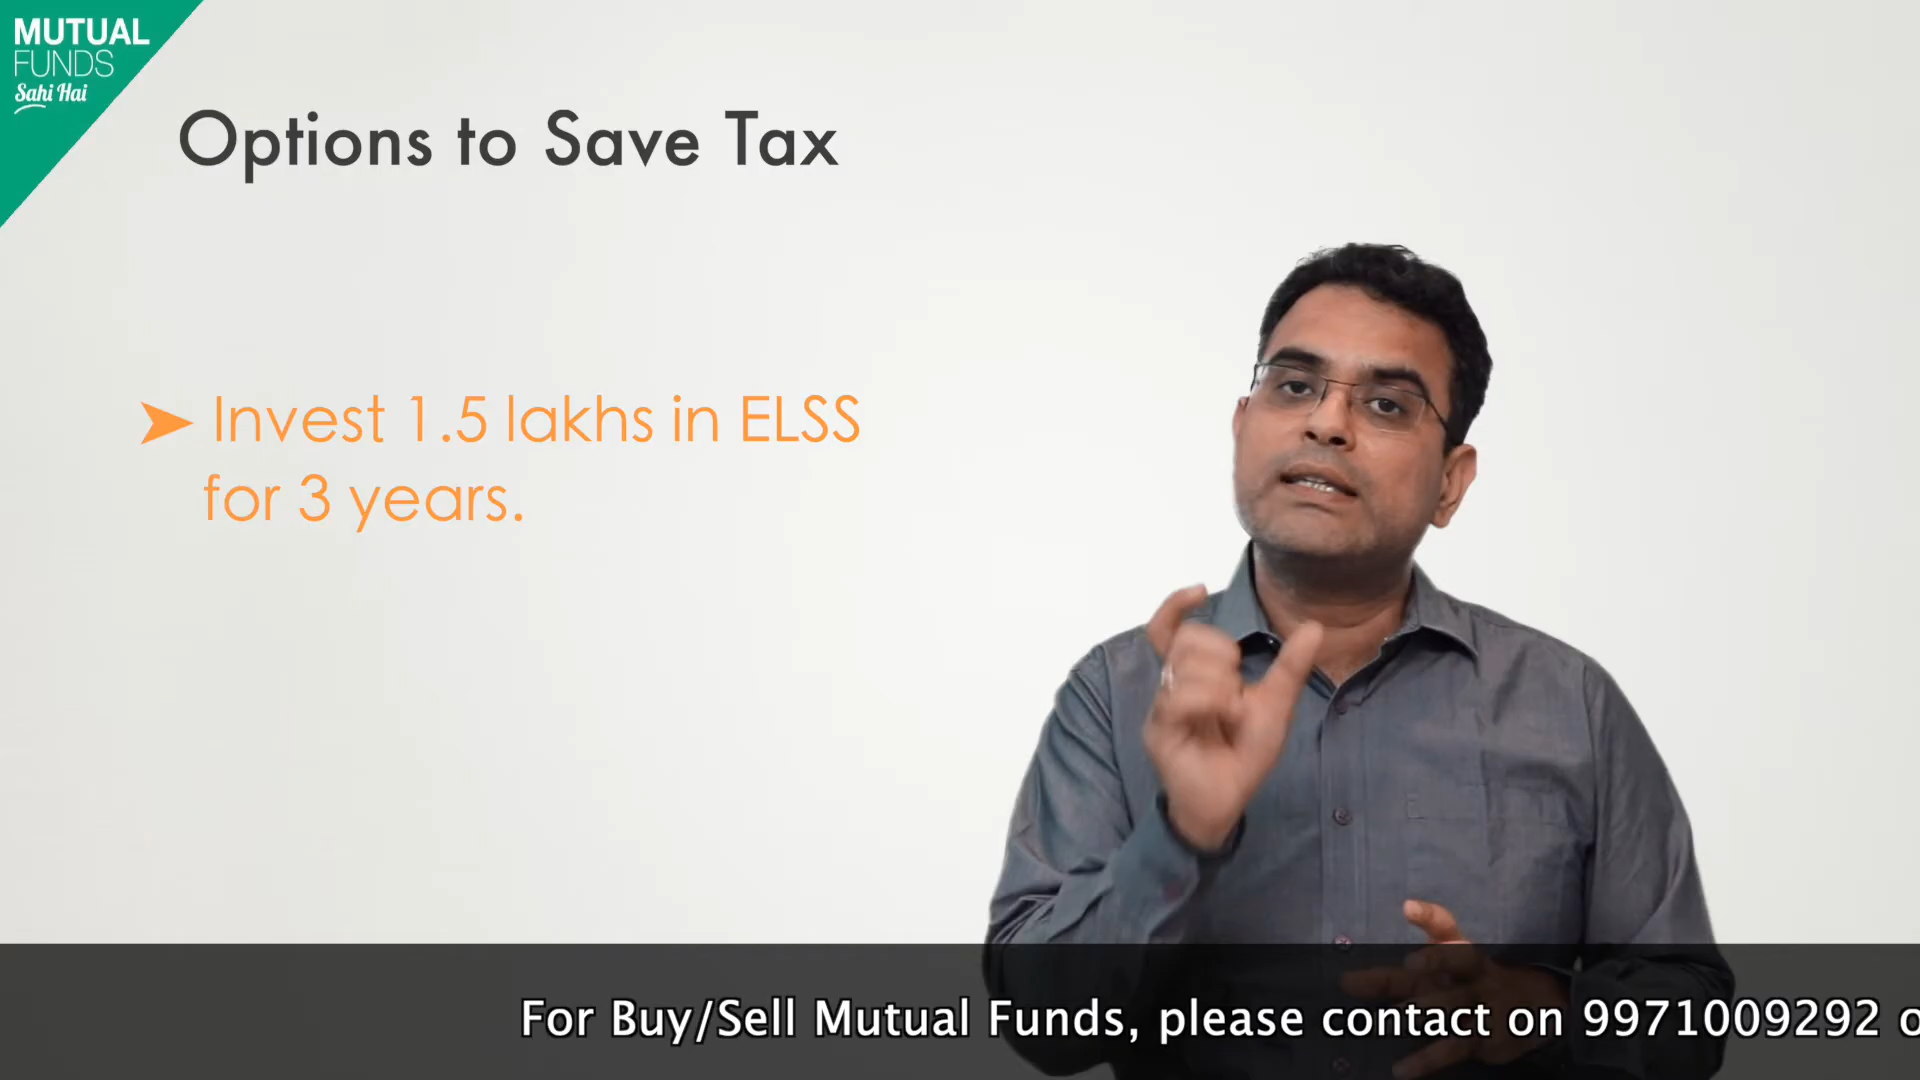 MUTUAL
FUNDS
Sahi Hai
Options to Save Tax
➤ Invest 1.5 lakhs in ELSS
for 3 years.
For Buy/Sell Mutual Funds, please contact on 9971009292 o